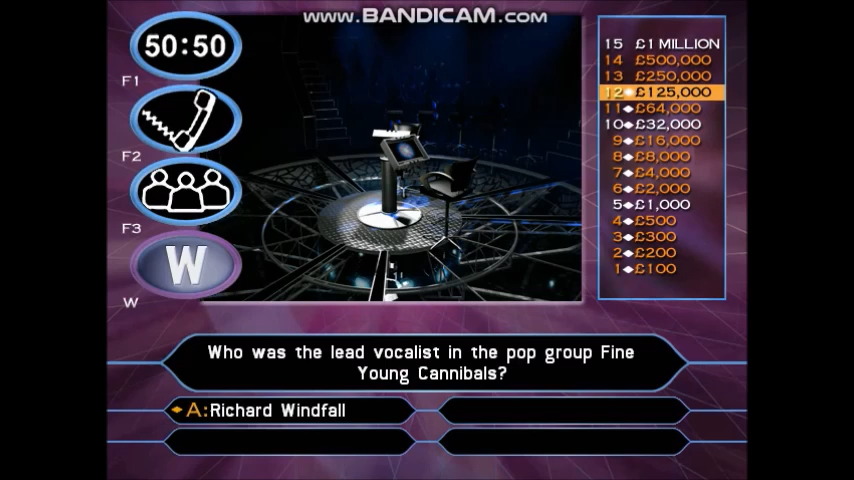 www.BANDICAM.com
50:50
F1
F2
F3
W
W
15 £1 MILLION
14 £500,000
13 £250,000
12◆£125,000
11◆£64,000
10◆£32,000
9◆£16,000
8◆£8,000
7◆£4,000
6◆£2,000
5◆£1,000
4◆£500
3◆£300
2◆£200
1◆£100
Who was the lead vocalist in the pop group Fine
Young Cannibals?
◆A:Richard Windfall